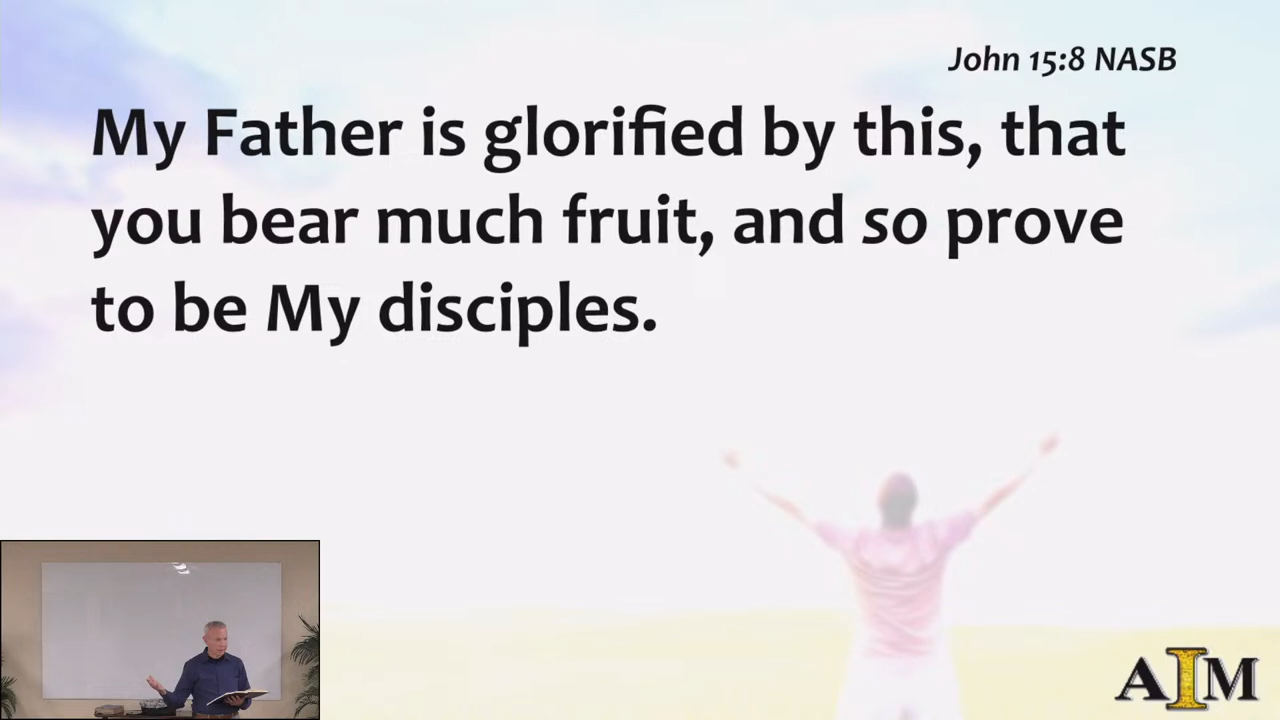 John 15:8 NASB
My Father is glorified by this, that
you bear much fruit, and so prove
to be My disciples.
AIM